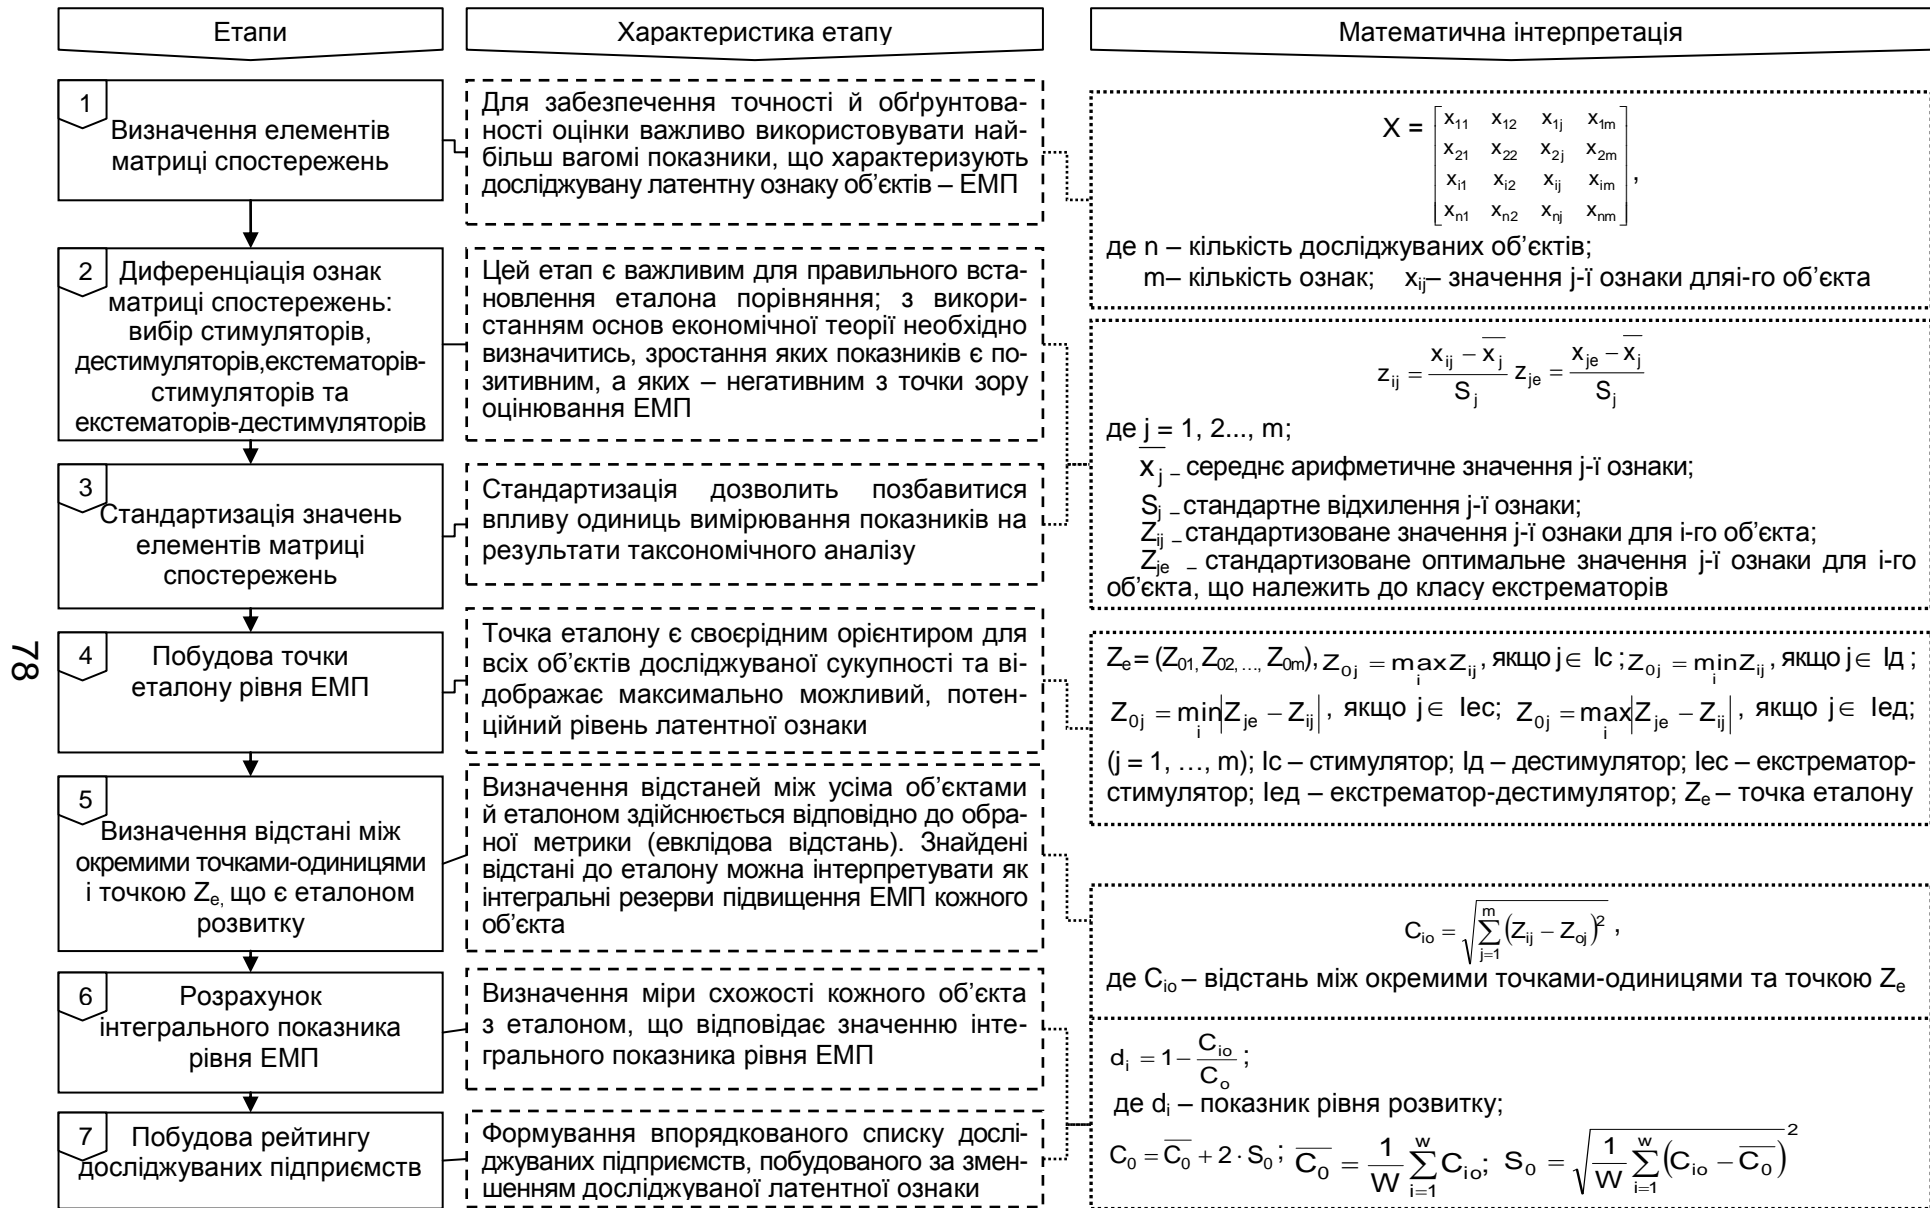 Етапи
Характеристика етапу
Математична інтерпретація
1
Визначення елементів
матриці спостережень
Для забезпечення точності й обґрунтова-
ності оцінки важливо використовувати най-
більш вагомі показники, що характеризують
досліджувану латентну ознаку об’єктів – ЕМП
X = [x11 x12 x1j x1m
x21 x22 x2j x2m
xi1 xi2 xij xim
xn1 xn2 xnj xnm],
де n – кількість досліджуваних об’єктів;
m– кількість ознак; xij– значення j-ї ознаки дляі-го об’єкта
2
Диференціація ознак
матриці спостережень:
вибір стимуляторів,
дестимуляторів,екстематорів-
стимуляторів та
екстематорів-дестимуляторів
Цей етап є важливим для правильного вста-
новлення еталона порівняння; з викори-
станням основ економічної теорії необхідно
визначитись, зростання яких показників є по-
зитивним, а яких – негативним з точки зору
оцінювання ЕМП
3
Стандартизація значень
елементів матриці
спостережень
Стандартизація дозволить позбавитися
впливу одиниць вимірювання показників на
результати таксономічного аналізу
zij = (xij − x̄j) / Sj zje = (xje − x̄j) / Sj
де j = 1, 2..., m;
x̄j – середнє арифметичне значення j-ї ознаки;
Sj – стандартне відхилення j-ї ознаки;
Zij – стандартизоване значення j-ї ознаки для і-го об’єкта;
Zje – стандартизоване оптимальне значення j-ї ознаки для і-го
об’єкта, що належить до класу екстрематорів
4
Побудова точки
еталону рівня ЕМП
Точка еталону є своєрідним орієнтиром для
всіх об’єктів досліджуваної сукупності та ві-
дображає максимально можливий, потен-
ційний рівень латентної ознаки
Ze = (Z01, Z02, ..., Z0m), Z0j = max i Zij, якщо j ∈ Іс ; Z0j = min i Zij, якщо j ∈ Ід ;
Z0j = min i |Zje − Zij|, якщо j ∈ Іес; Z0j = max i |Zje − Zij|, якщо j ∈ Іед;
(j = 1, …, m); Іс – стимулятор; Ід – дестимулятор; Іес – екстрематор-
стимулятор; Іед – екстрематор-дестимулятор; Ze – точка еталону
5
Визначення відстані між
окремими точками-одиницями
і точкою Ze, що є еталоном
розвитку
Визначення відстаней між усіма об’єктами
й еталоном здійснюється відповідно до обра-
ної метрики (евклідова відстань). Знайдені
відстані до еталону можна інтерпретувати як
інтегральні резерви підвищення ЕМП кожного
об’єкта
Cio = √(∑ j=1 m (Zij − Zoj)²) ,
де Cio – відстань між окремими точками-одиницями та точкою Ze
6
Розрахунок
інтегрального показника
рівня ЕМП
Визначення міри схожості кожного об’єкта
з еталоном, що відповідає значенню інте-
грального показника рівня ЕМП
di = 1 − Cio / Co ;
де di – показник рівня розвитку;
C0 = C̄0 + 2 · S0 ; C̄0 = 1/W ∑ i=1 w Cio; S0 = √(1/W ∑ i=1 w (Cio − C̄0))²
7
Побудова рейтингу
досліджуваних підприємств
Формування впорядкованого списку дослі-
джуваних підприємств, побудованого за змен-
шенням досліджуваної латентної ознаки
78